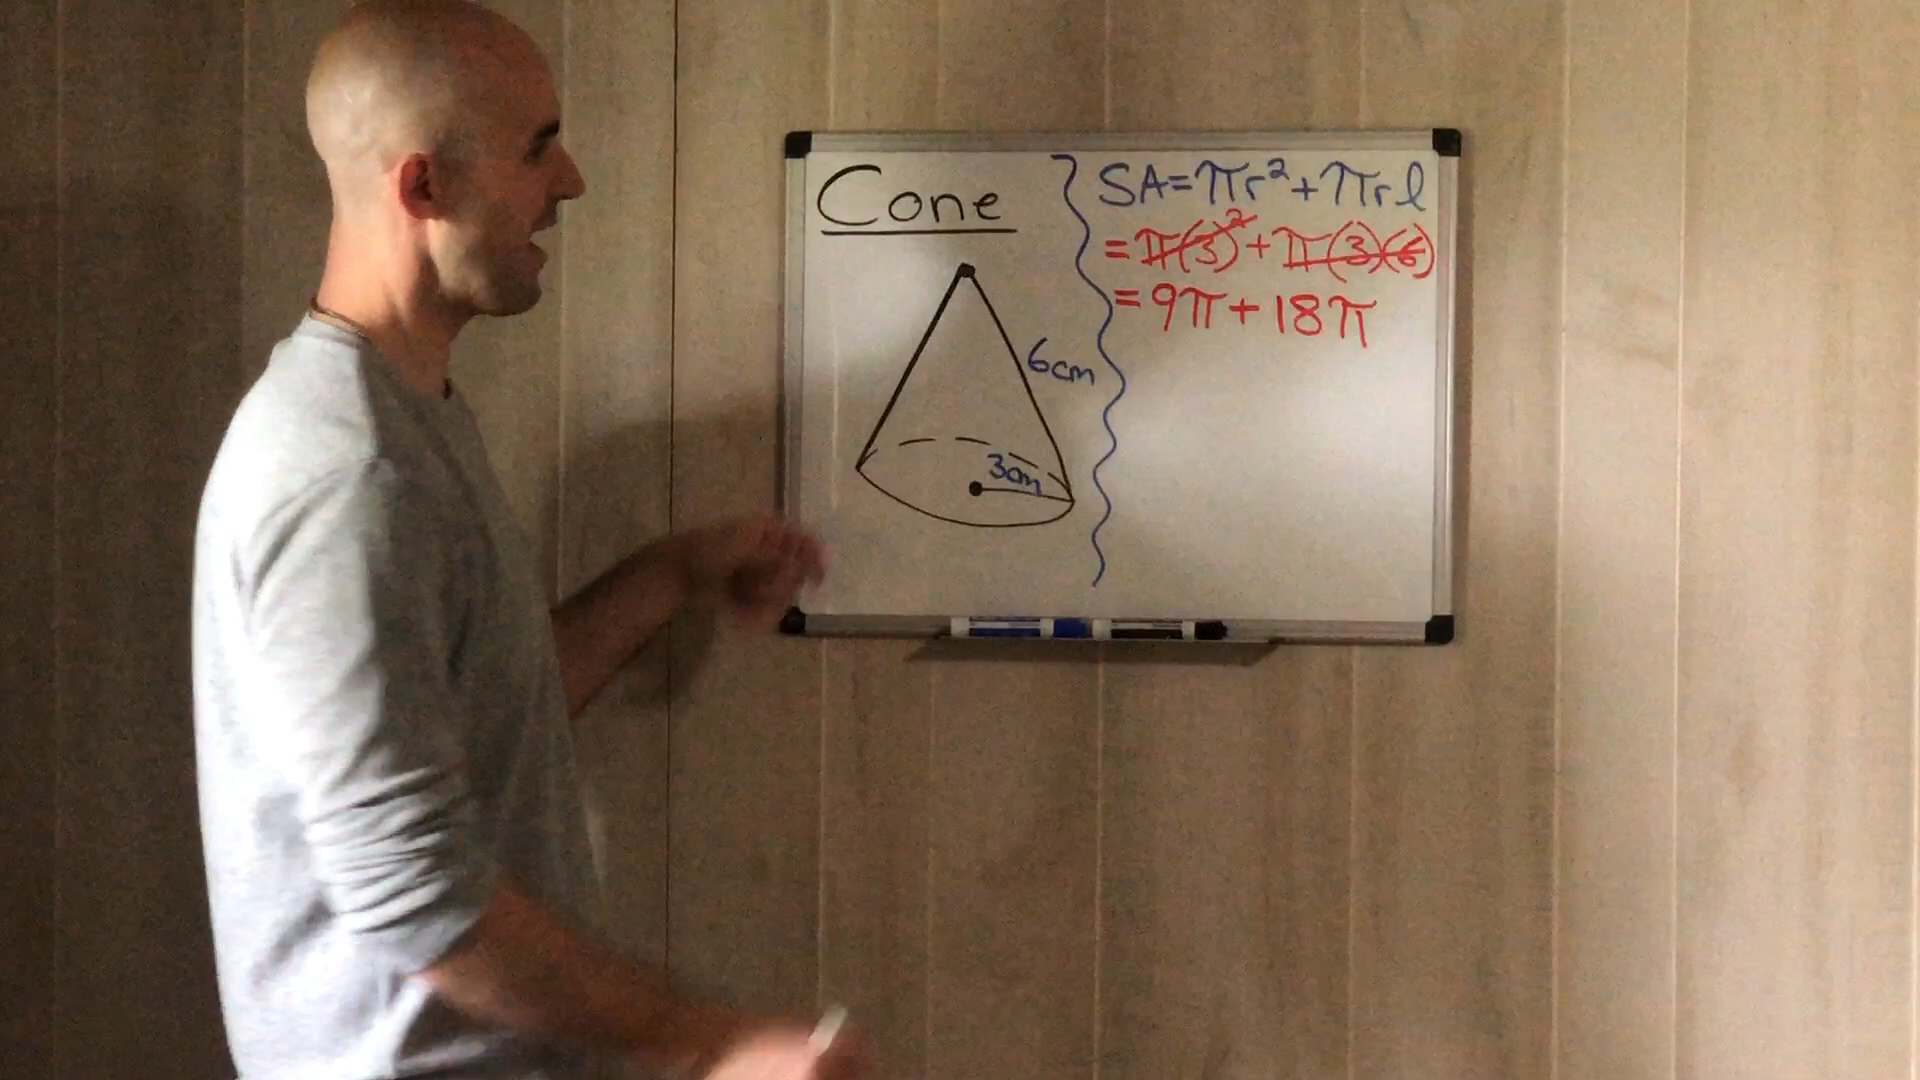 Cone
6cm
3cm
SA=πr²+πrl
=π(3)²+π(3)(6)
=9π+18π